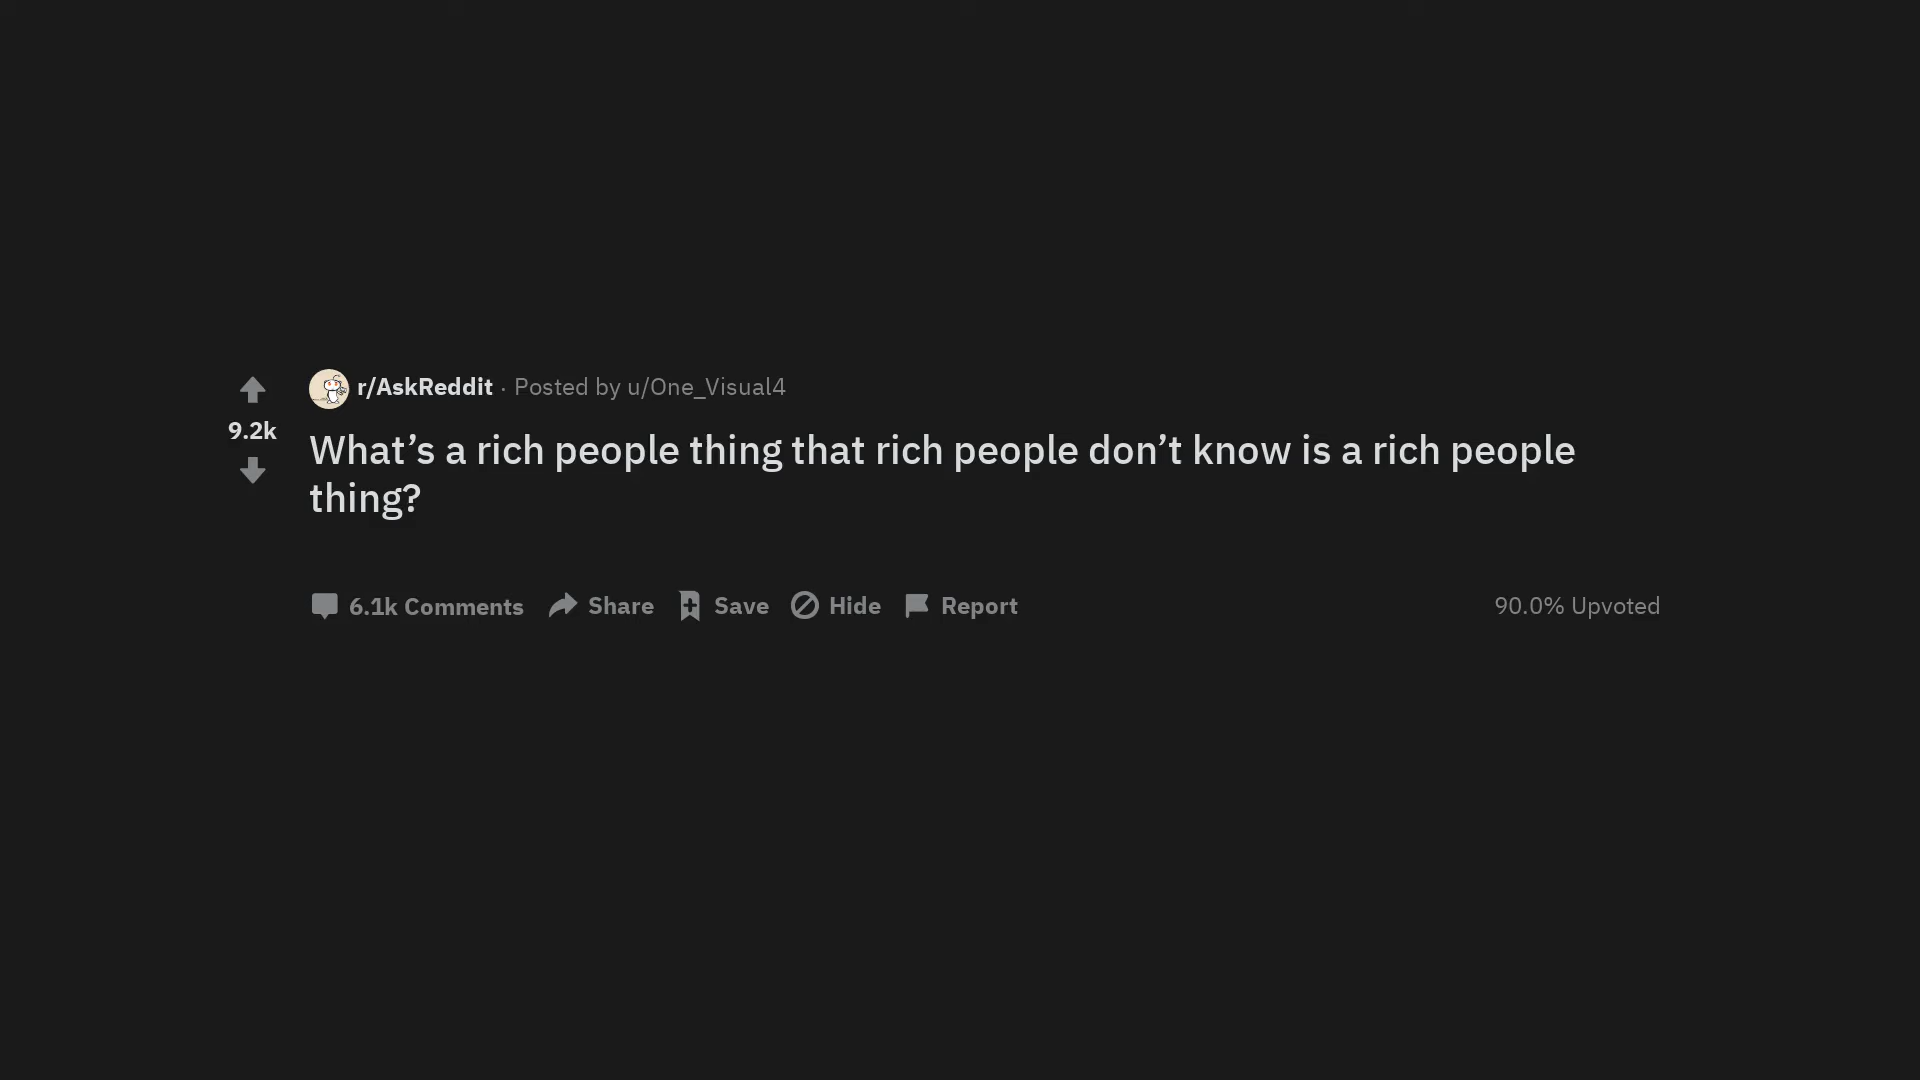 r/AskReddit · Posted by u/One_Visual4
9.2k
What’s a rich people thing that rich people don’t know is a rich people
thing?
6.1k Comments Share Save Hide Report 90.0% Upvoted